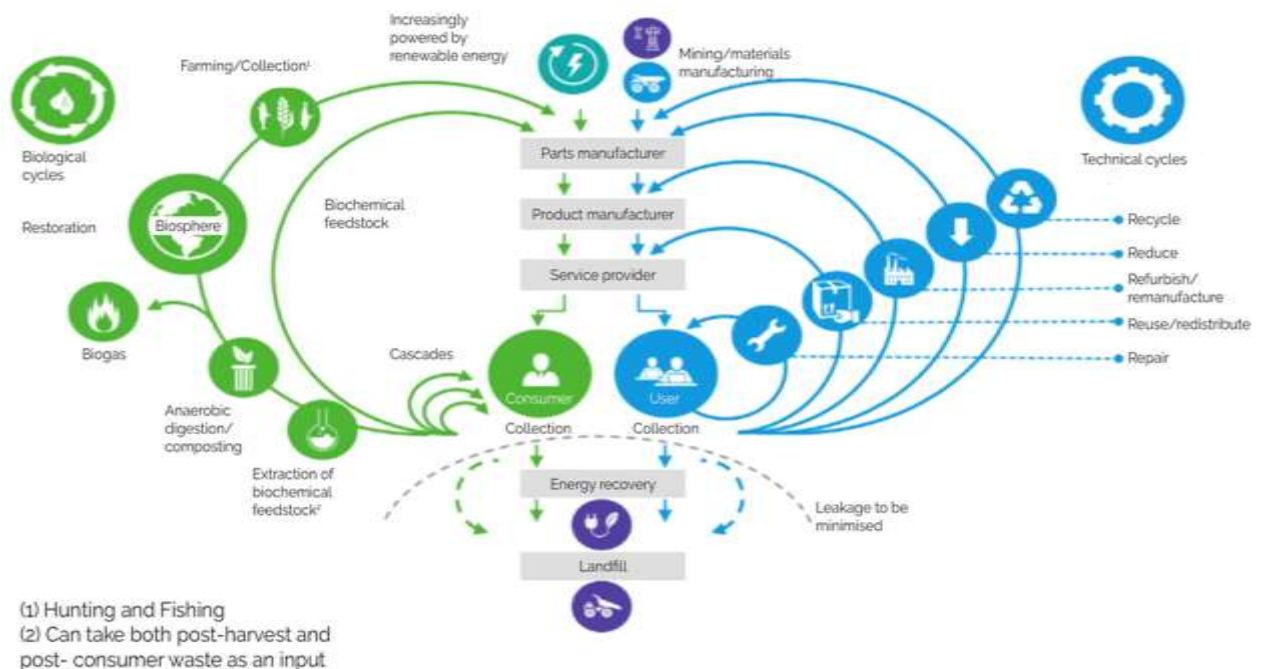 Increasingly
powered by
renewable energy
Mining/materials
manufacturing
Farming/Collection¹
Biological
cycles
Technical cycles
Parts manufacturer
Biochemical
feedstock
Product manufacturer
Restoration
Biosphere
Recycle
Reduce
Service provider
Refurbish/
remanufacture
Reuse/redistribute
Biogas
Cascades
Repair
Consumer
User
Anaerobic
digestion/
composting
Collection
Collection
Extraction of
biochemical
feedstock²
Energy recovery
Leakage to be
minimised
Landfill
(1) Hunting and Fishing
(2) Can take both post-harvest and
post- consumer waste as an input